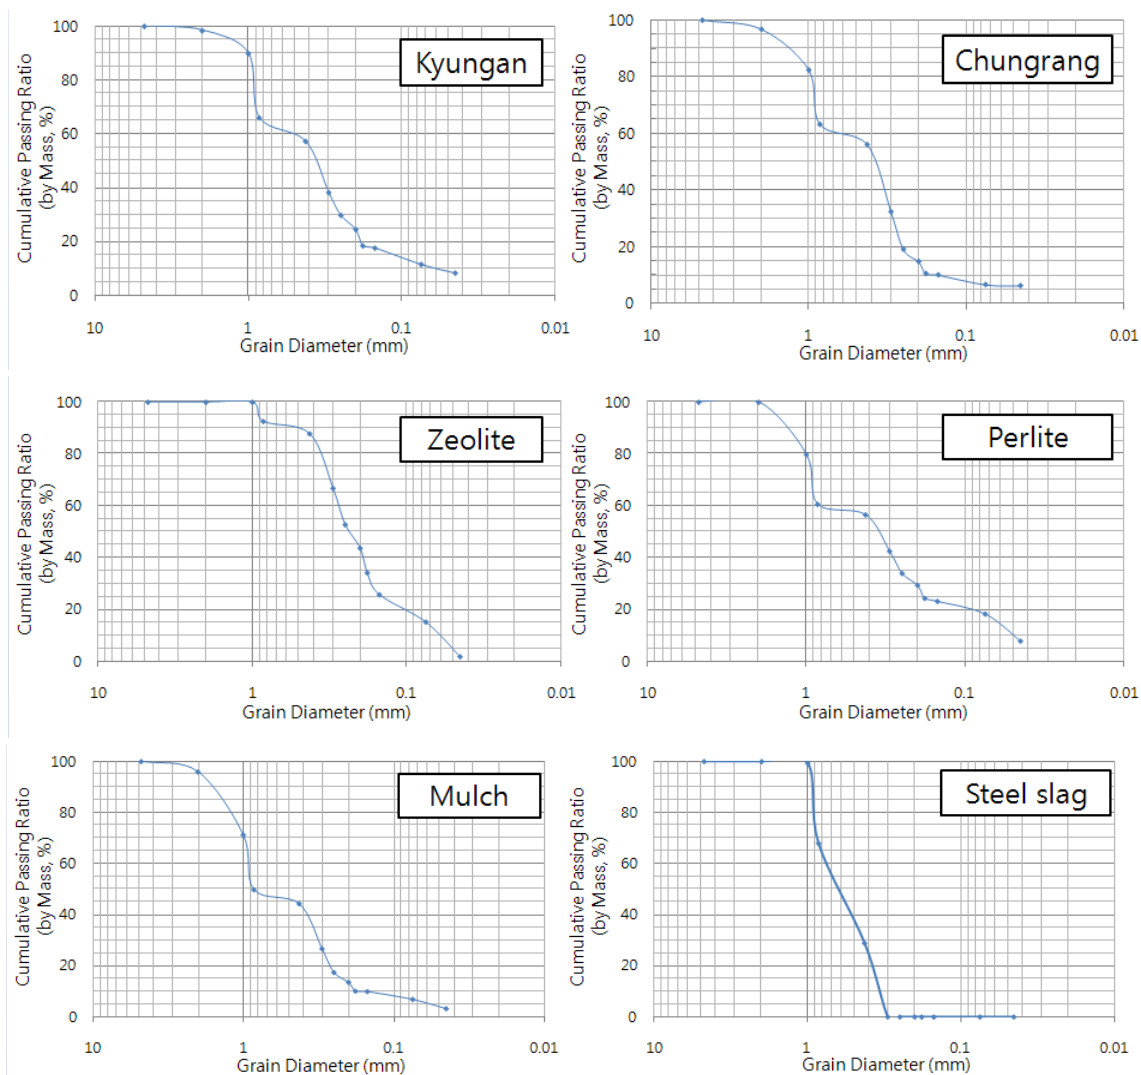 Kyungan
Cumulative Passing Ratio
(by Mass, %)
100
80
60
40
20
0
10
1
0.1
0.01
Grain Diameter (mm)
Chungrang
Cumulative Passing Ratio
(by Mass, %)
100
80
60
40
20
0
10
1
0.1
0.01
Grain Diameter (mm)
Zeolite
Cumulative Passing Ratio
(by Mass, %)
100
80
60
40
20
0
10
1
0.1
0.01
Grain Diameter (mm)
Perlite
Cumulative Passing Ratio
(by Mass, %)
100
80
60
40
20
0
10
1
0.1
0.01
Grain Diameter (mm)
Mulch
Cumulative Passing Ratio
(by Mass, %)
100
80
60
40
20
0
10
1
0.1
0.01
Grain Diameter (mm)
Steel slag
Cumulative Passing Ratio
(by Mass, %)
100
80
60
40
20
0
10
1
0.1
0.01
Grain Diameter (mm)